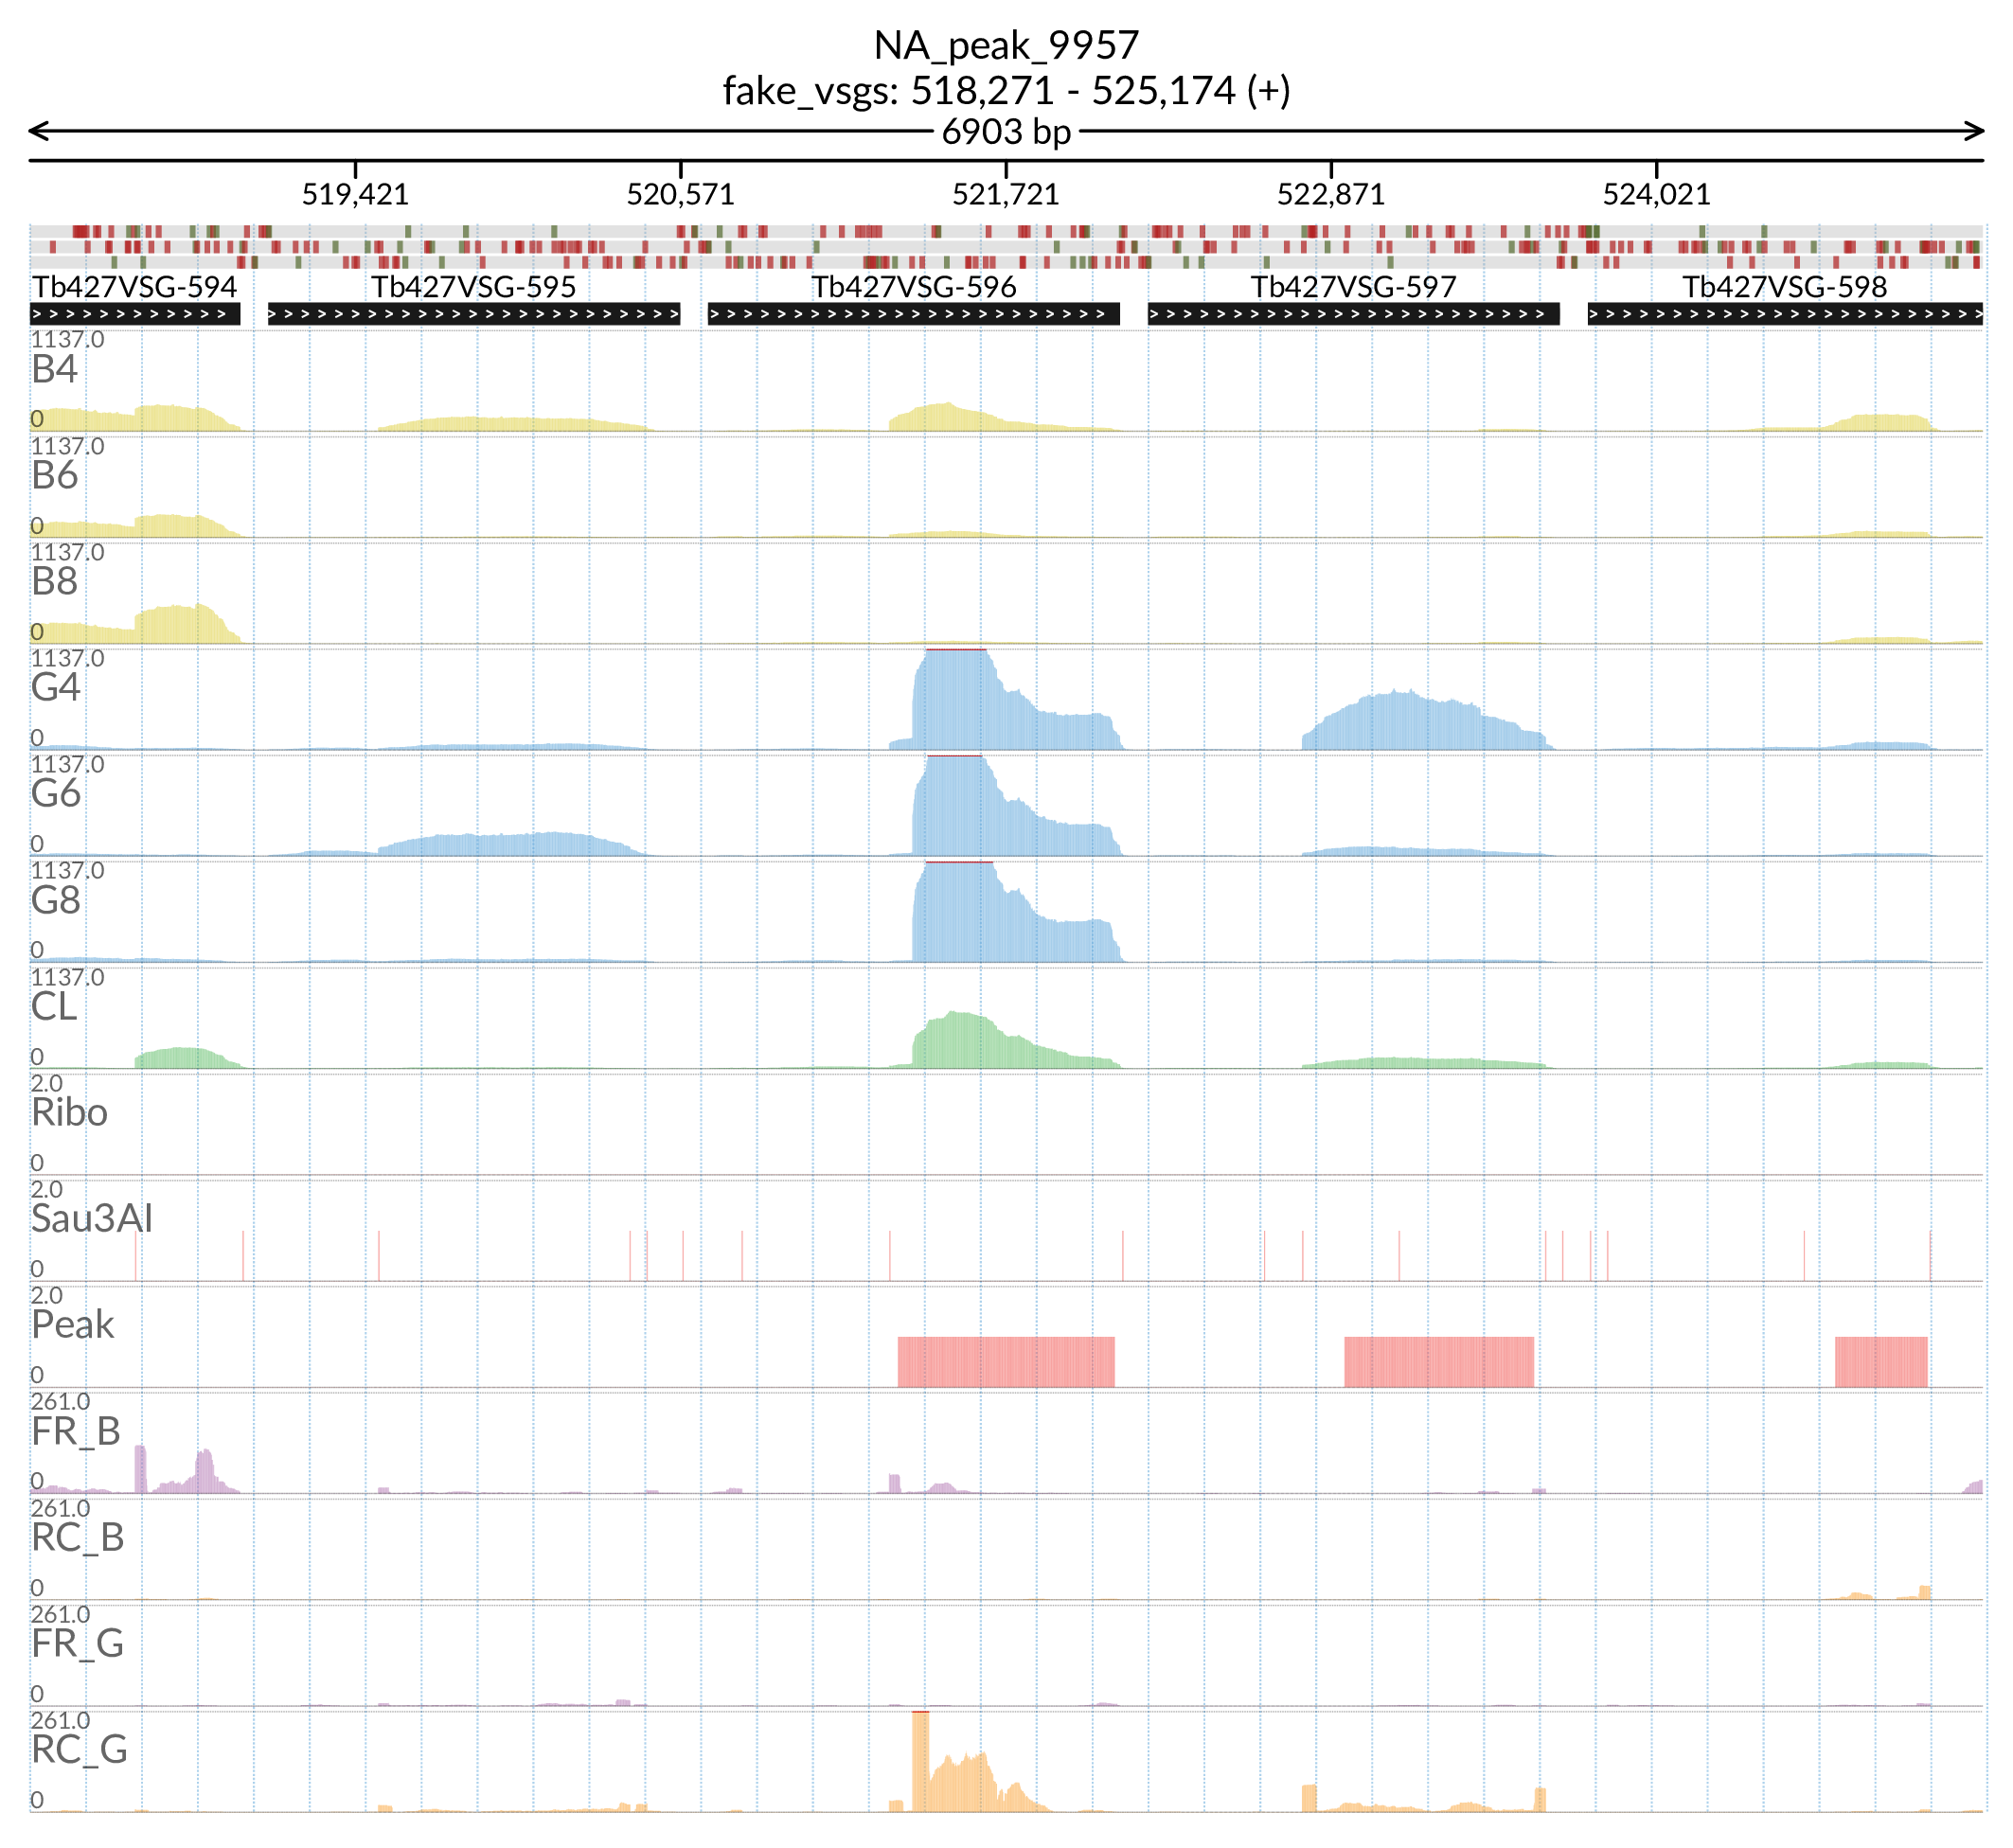 NA_peak_9957
fake_vsgs: 518,271 - 525,174 (+)
6903 bp
519,421 520,571 521,721 522,871 524,021
Tb427VSG-594 Tb427VSG-595 Tb427VSG-596 Tb427VSG-597 Tb427VSG-598
1137.0
B4
0
1137.0
B6
0
1137.0
B8
0
1137.0
G4
0
1137.0
G6
0
1137.0
G8
0
1137.0
CL
0
2.0
Ribo
0
2.0
Sau3AI
0
2.0
Peak
0
261.0
FR_B
0
261.0
RC_B
0
261.0
FR_G
0
261.0
RC_G
0